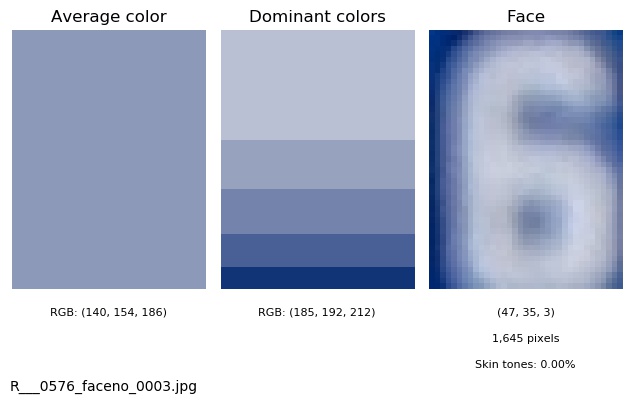 Average color
Dominant colors
Face
6
RGB: (140, 154, 186)
RGB: (185, 192, 212)
(47, 35, 3)
1,645 pixels
Skin tones: 0.00%
R___0576_faceno_0003.jpg